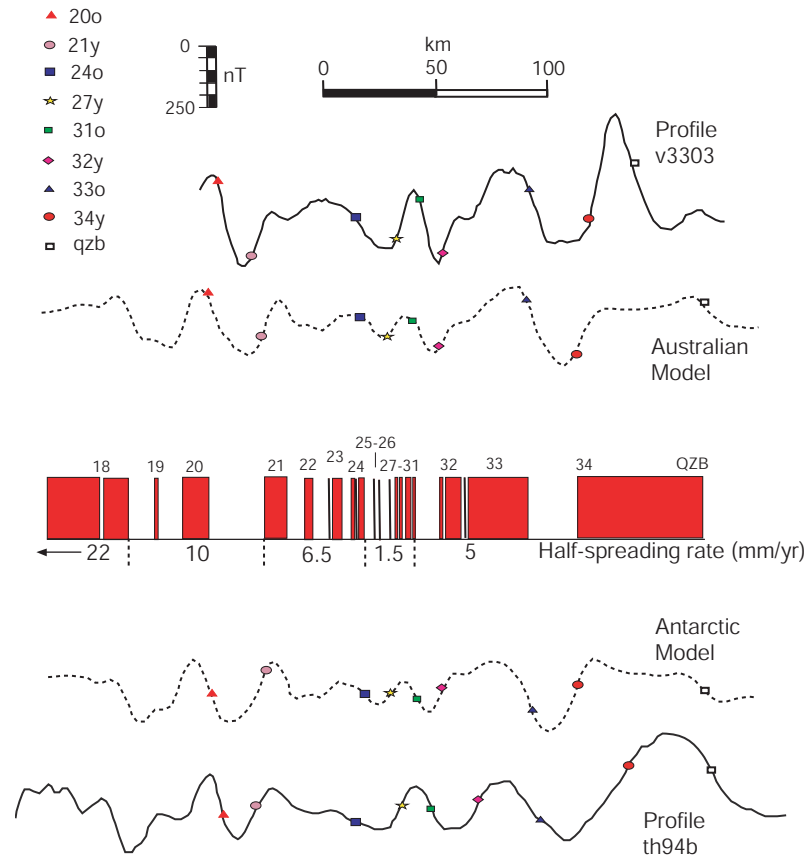 20o
21y
24o
27y
31o
32y
33o
34y
qzb
0
nT
250
km
0 50 100
Profile
v3303
Australian
Model
25-26
18 19 20 21 22 23 24 27-31 32 33 34 QZB
22 10 6.5 1.5 5 Half-spreading rate (mm/yr)
Antarctic
Model
Profile
th94b